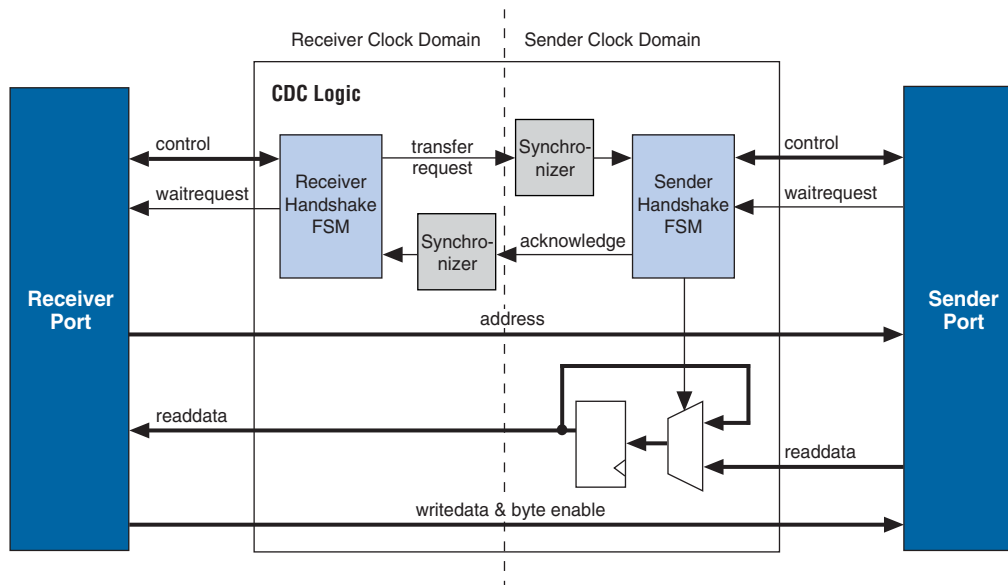 Receiver Clock Domain
Sender Clock Domain
CDC Logic
control
waitrequest
Receiver
Handshake
FSM
transfer
request
Synchro-
nizer
Sender
Handshake
FSM
control
waitrequest
Synchro-
nizer
acknowledge
Receiver
Port
Sender
Port
address
readdata
readdata
writedata & byte enable